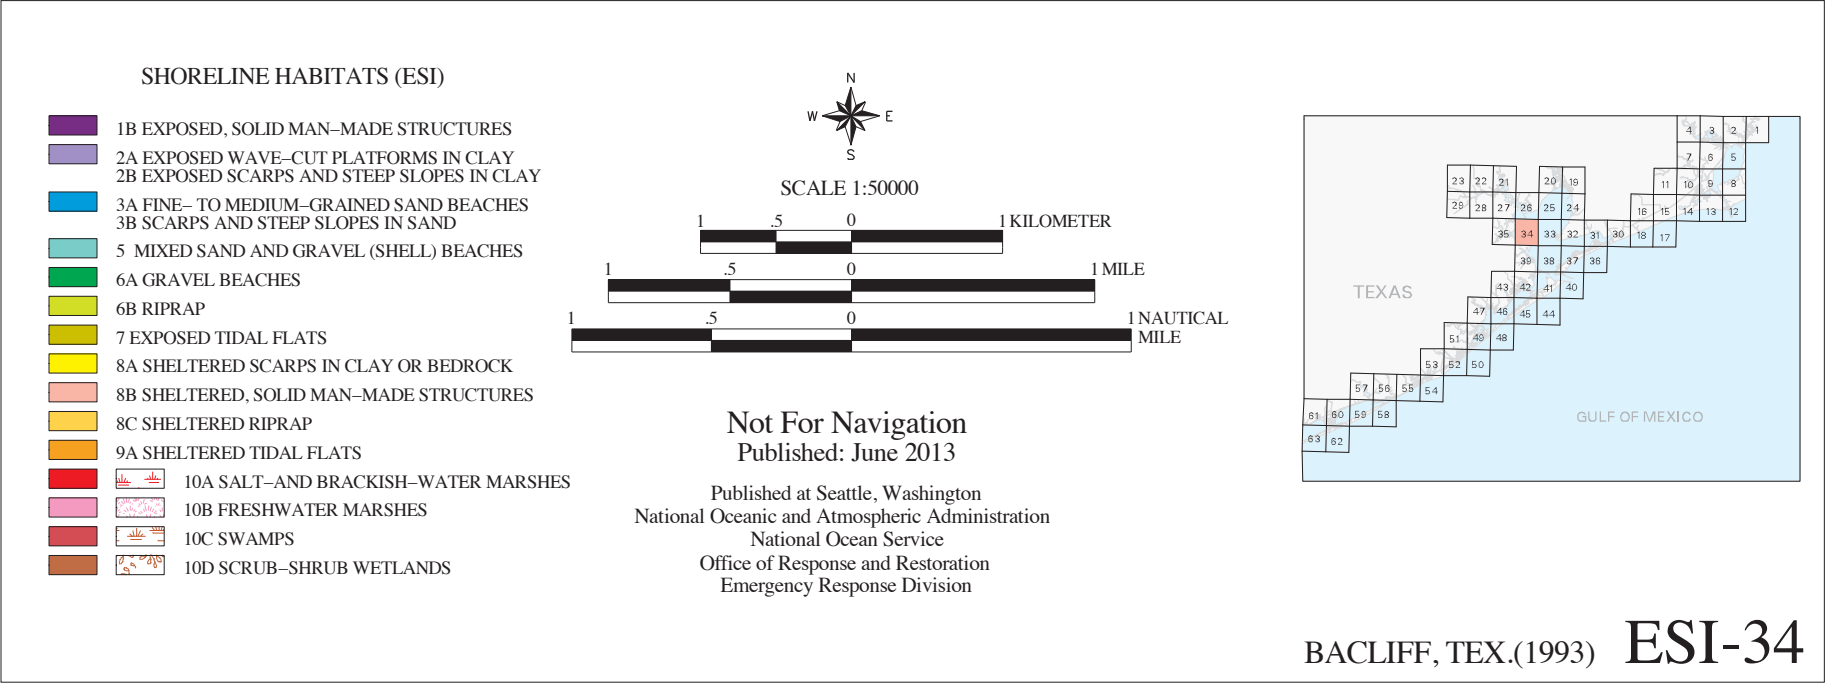 SHORELINE HABITATS (ESI)
1B EXPOSED, SOLID MAN–MADE STRUCTURES
2A EXPOSED WAVE–CUT PLATFORMS IN CLAY
2B EXPOSED SCARPS AND STEEP SLOPES IN CLAY
3A FINE– TO MEDIUM–GRAINED SAND BEACHES
3B SCARPS AND STEEP SLOPES IN SAND
5 MIXED SAND AND GRAVEL (SHELL) BEACHES
6A GRAVEL BEACHES
6B RIPRAP
7 EXPOSED TIDAL FLATS
8A SHELTERED SCARPS IN CLAY OR BEDROCK
8B SHELTERED, SOLID MAN–MADE STRUCTURES
8C SHELTERED RIPRAP
9A SHELTERED TIDAL FLATS
10A SALT–AND BRACKISH–WATER MARSHES
10B FRESHWATER MARSHES
10C SWAMPS
10D SCRUB–SHRUB WETLANDS
N
W E
S
SCALE 1:50000
1 .5 0 1 KILOMETER
1 .5 0 1 MILE
1 .5 0 1 NAUTICAL
MILE
Not For Navigation
Published: June 2013
Published at Seattle, Washington
National Oceanic and Atmospheric Administration
National Ocean Service
Office of Response and Restoration
Emergency Response Division
4 3 2 1
7 6 5
23 22 21 20 19 11 10 9 8
29 28 27 26 25 24 16 15 14 13 12
35 34 33 32 31 30 18 17
39 38 37 36
TEXAS
43 42 41 40
47 46 45 44
51 49 48
53 52 50
57 56 55 54
61 60 59 58
GULF OF MEXICO
63 62
BACLIFF, TEX.(1993) ESI-34